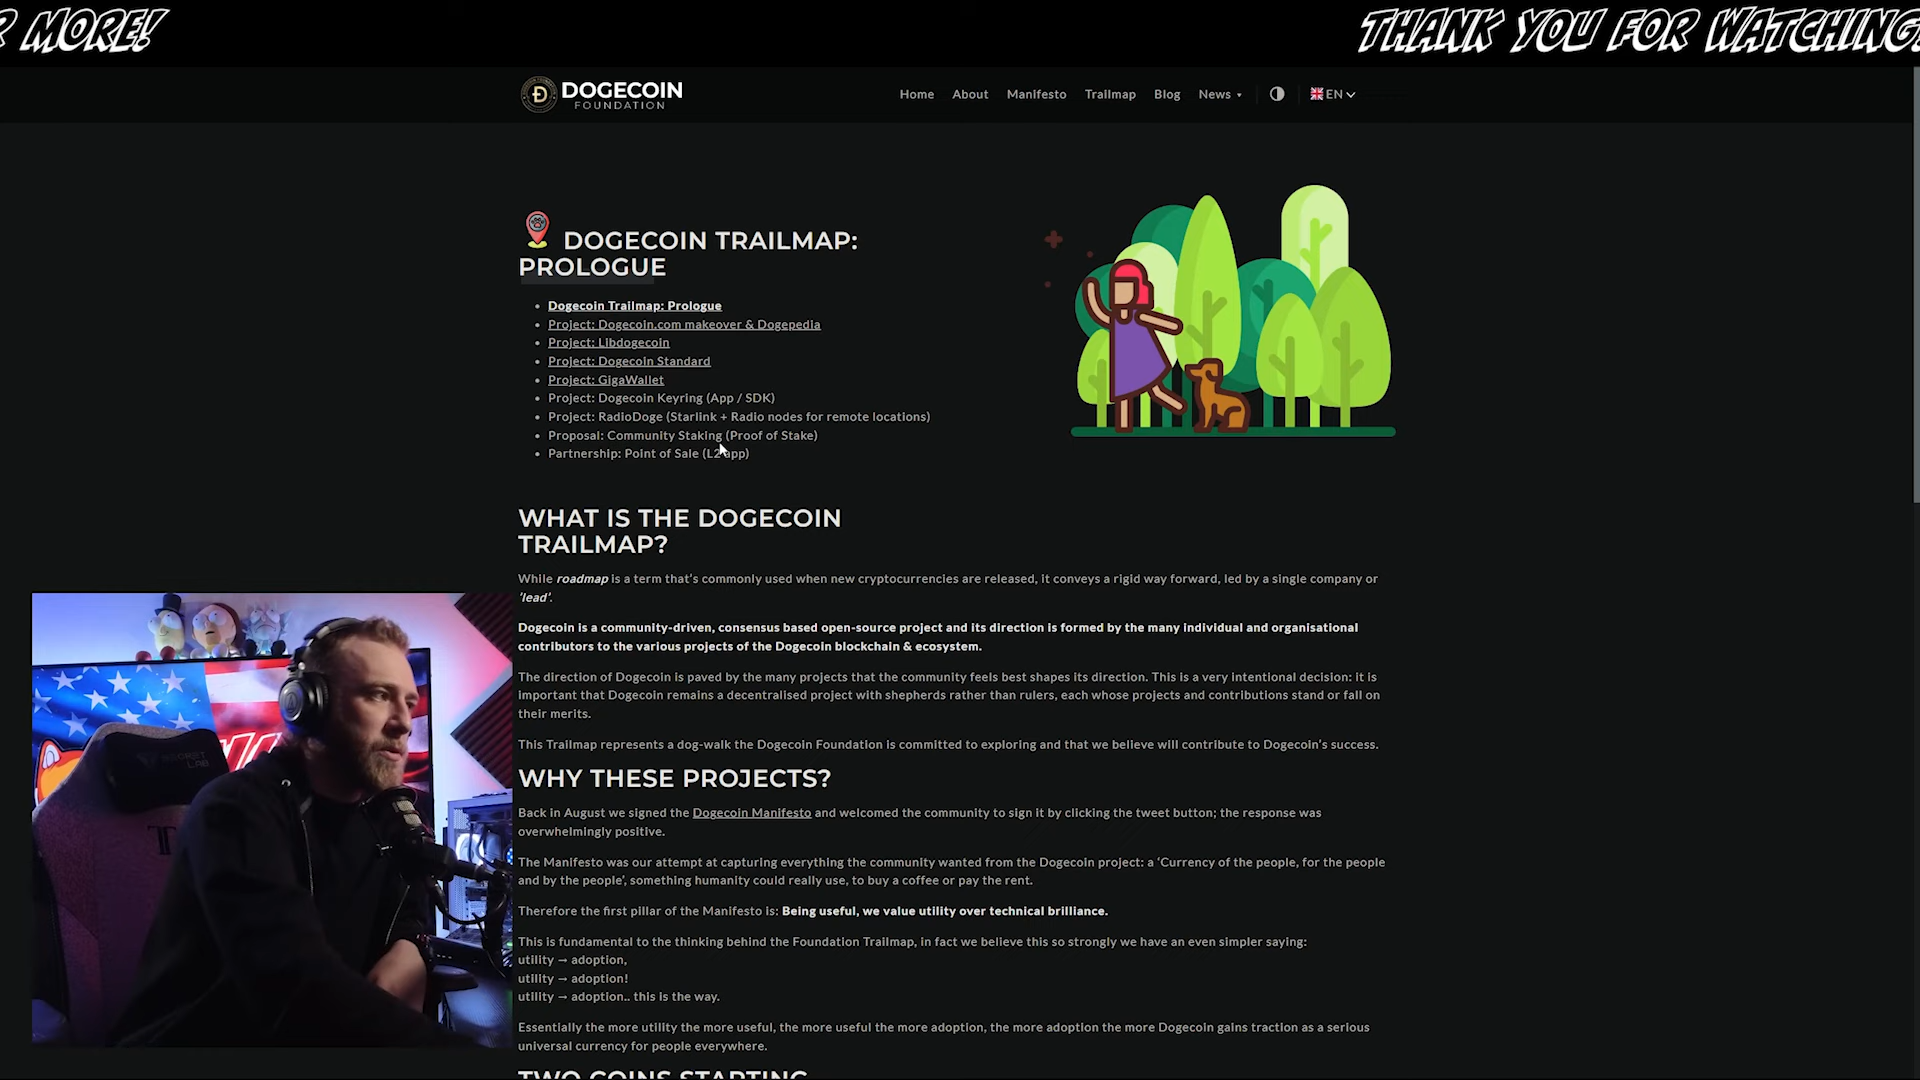 R MORE!
THANK YOU FOR WATCHING!
DOGECOIN
FOUNDATION
Home About Manifesto Trailmap Blog News EN
DOGECOIN TRAILMAP:
PROLOGUE
Dogecoin Trailmap: Prologue
Project: Dogecoin.com makeover & Dogepedia
Project: Libdogecoin
Project: Dogecoin Standard
Project: GigaWallet
Project: Dogecoin Keyring (App / SDK)
Project: RadioDoge (Starlink + Radio nodes for remote locations)
Proposal: Community Staking (Proof of Stake)
Partnership: Point of Sale (L2 app)
WHAT IS THE DOGECOIN
TRAILMAP?
While roadmap is a term that's commonly used when new cryptocurrencies are released, it conveys a rigid way forward, led by a single company or
'lead'.
Dogecoin is a community-driven, consensus based open-source project and its direction is formed by the many individual and organisational
contributors to the various projects of the Dogecoin blockchain & ecosystem.
The direction of Dogecoin is paved by the many projects that the community feels best shapes its direction. This is a very intentional decision: it is
important that Dogecoin remains a decentralised project with shepherds rather than rulers, each whose projects and contributions stand or fall on
their merits.
This Trailmap represents a dog-walk the Dogecoin Foundation is committed to exploring and that we believe will contribute to Dogecoin's success.
WHY THESE PROJECTS?
Back in August we signed the Dogecoin Manifesto and welcomed the community to sign it by clicking the tweet button; the response was
overwhelmingly positive.
The Manifesto was our attempt at capturing everything the community wanted from the Dogecoin project: a 'Currency of the people, for the people
and by the people', something humanity could really use, to buy a coffee or pay the rent.
Therefore the first pillar of the Manifesto is: Being useful, we value utility over technical brilliance.
This is fundamental to the thinking behind the Foundation Trailmap, in fact we believe this so strongly we have an even simpler saying:
utility → adoption,
utility → adoption!
utility → adoption.. this is the way.
Essentially the more utility the more useful, the more useful the more adoption, the more adoption the more Dogecoin gains traction as a serious
universal currency for people everywhere.
TWO COINS STARTING